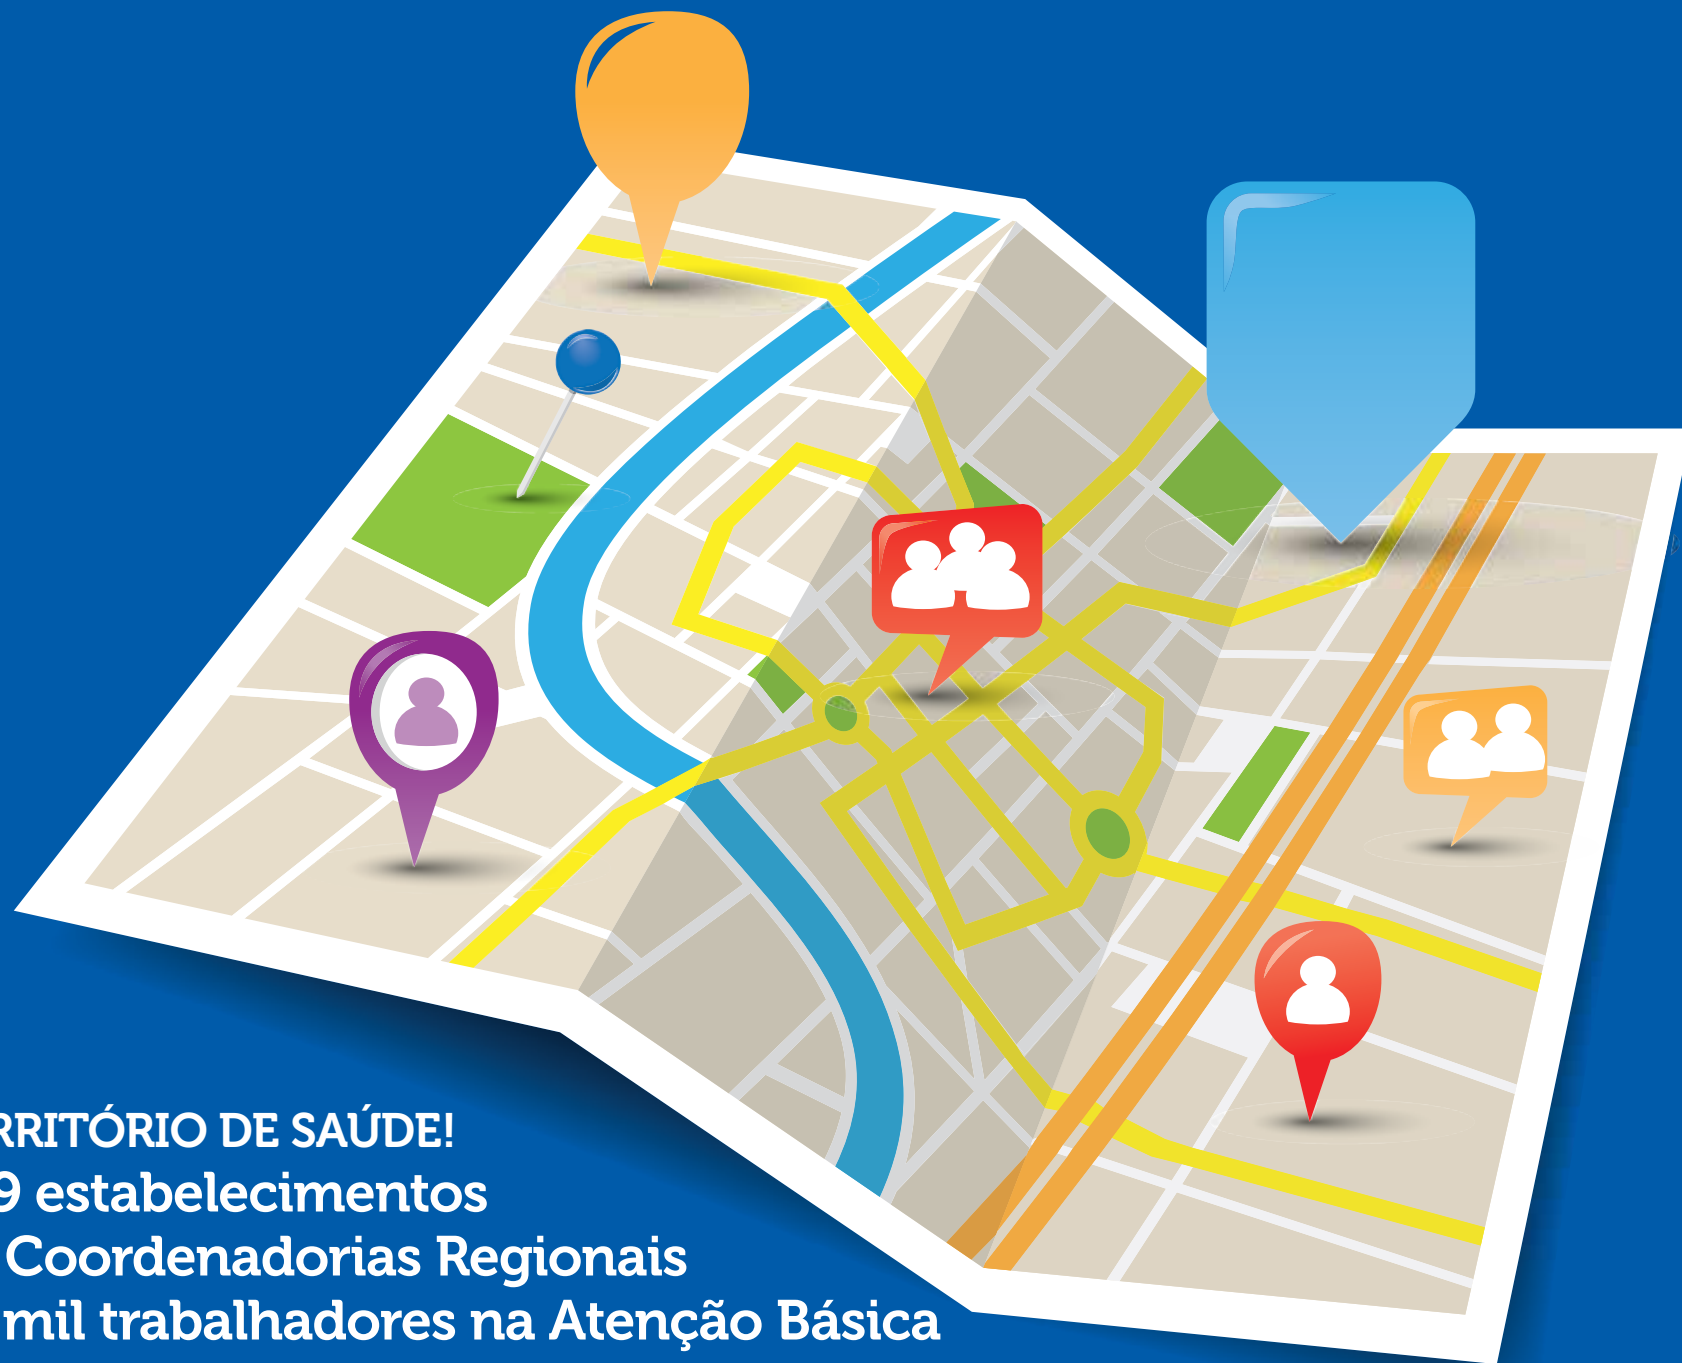 RRITÓRIO DE SAÚDE!
9 estabelecimentos
Coordenadorias Regionais
mil trabalhadores na Atenção Básica